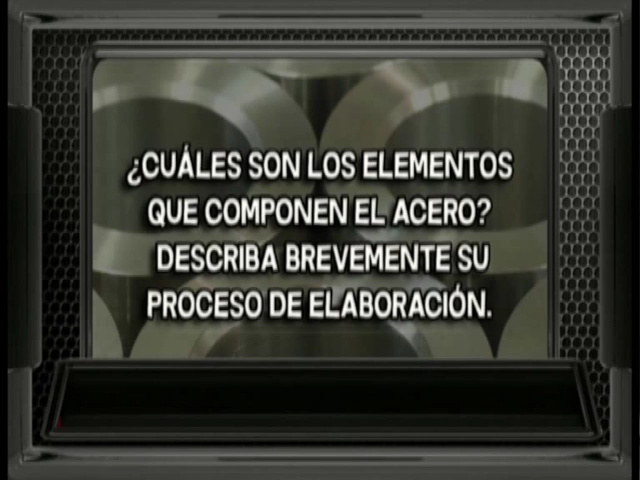 ¿CUÁLES SON LOS ELEMENTOS
QUE COMPONEN EL ACERO?
DESCRIBA BREVEMENTE SU
PROCESO DE ELABORACIÓN.